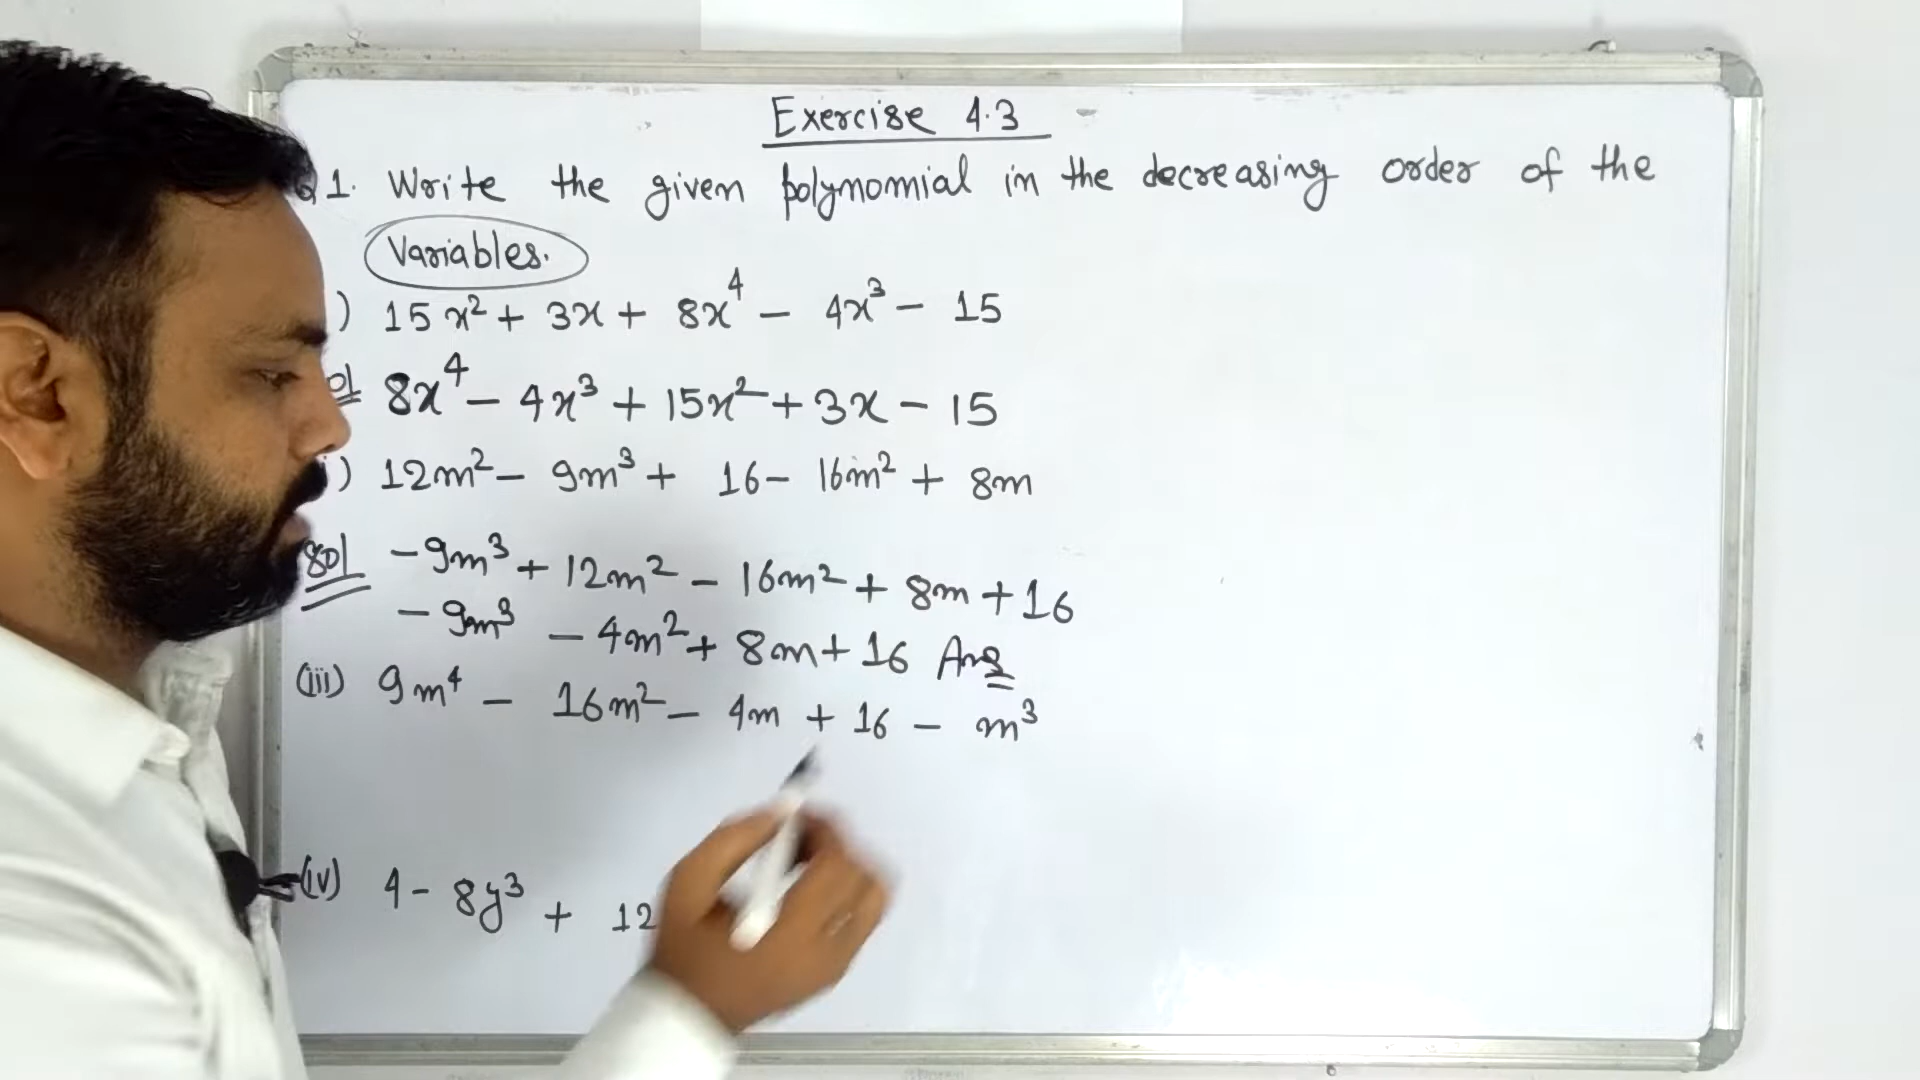 Exercise 4.3
Q1. Write the given polynomial in the decreasing order of the
Variables.
) 15x² + 3x + 8x⁴ - 4x³ - 15
ol 8x⁴ - 4x³ + 15x² + 3x - 15
) 12m² - 9m³ + 16 - 16m² + 8m
Sol -9m³ + 12m² - 16m² + 8m + 16
-9m³ - 4m² + 8m + 16 Ans
(iii) 9m⁴ - 16m² - 4m + 16 - m³
(iv) 4 - 8y³ + 12